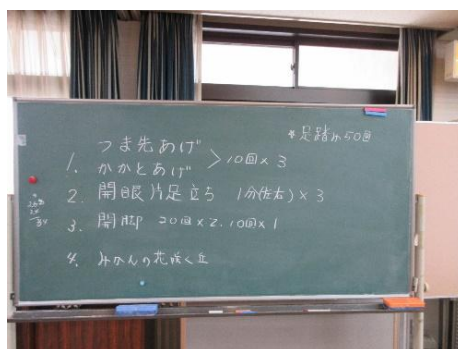 ＊足踏み50回
つま先あげ
1. かかとあげ > 10回×3
2. 開眼片足立ち 1分(左右)×3
3. 開脚 20回×2. 10回×1
4. みかんの花咲く丘